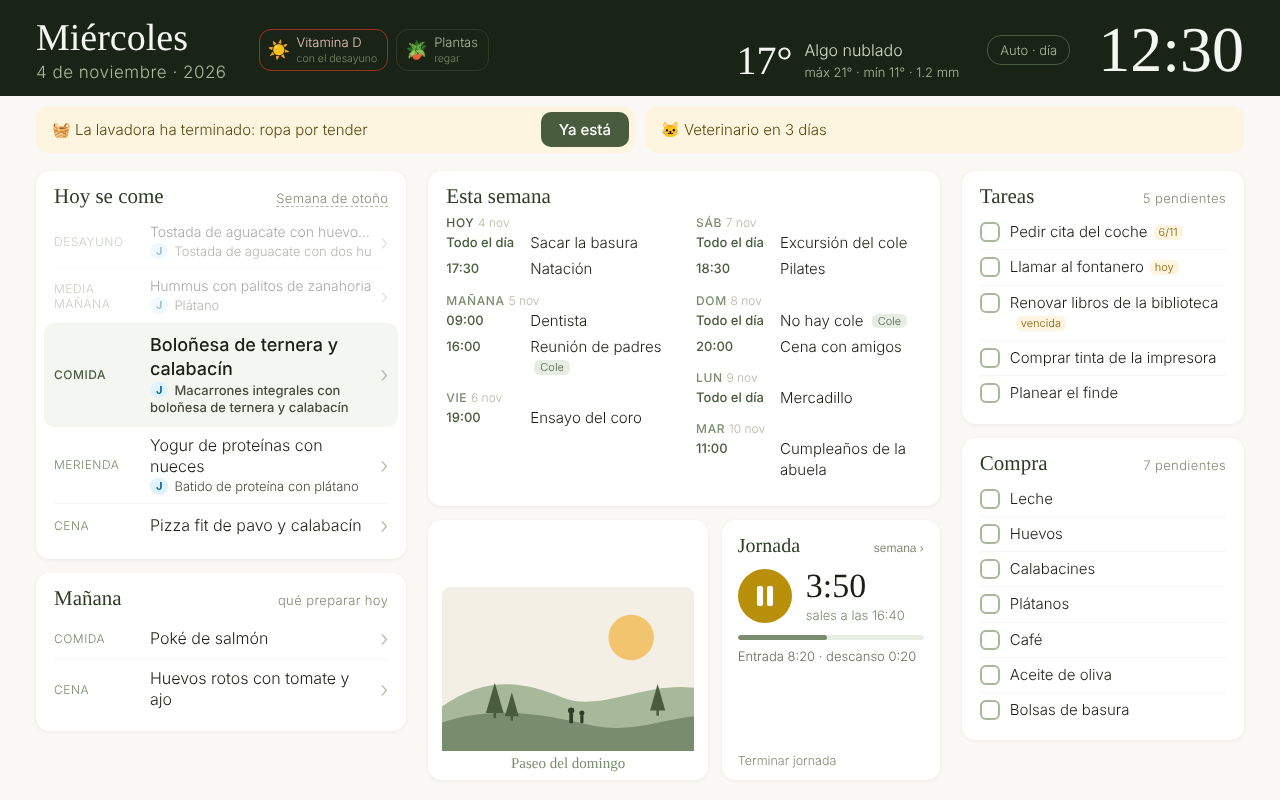 Miércoles
4 de noviembre · 2026
Vitamina D
con el desayuno
Plantas
regar
17°
Algo nublado
máx 21° · mín 11° · 1.2 mm
Auto · día
12:30
La lavadora ha terminado: ropa por tender
Ya está
Veterinario en 3 días
Hoy se come
Semana de otoño
DESAYUNO
Tostada de aguacate con huevo...
J Tostada de aguacate con dos hu
MEDIA
MAÑANA
Hummus con palitos de zanahoria
J Plátano
COMIDA
Boloñesa de ternera y
calabacín
J Macarrones integrales con
boloñesa de ternera y calabacín
MERIENDA
Yogur de proteínas con
nueces
J Batido de proteína con plátano
CENA
Pizza fit de pavo y calabacín
Mañana
qué preparar hoy
COMIDA
Poké de salmón
CENA
Huevos rotos con tomate y
ajo
Esta semana
HOY 4 nov
Todo el día Sacar la basura
17:30 Natación
MAÑANA 5 nov
09:00 Dentista
16:00 Reunión de padres
Cole
VIE 6 nov
19:00 Ensayo del coro
SÁB 7 nov
Todo el día Excursión del cole
18:30 Pilates
DOM 8 nov
Todo el día No hay cole Cole
20:00 Cena con amigos
LUN 9 nov
Todo el día Mercadillo
MAR 10 nov
11:00 Cumpleaños de la
abuela
Paseo del domingo
Jornada
semana ›
3:50
sales a las 16:40
Entrada 8:20 · descanso 0:20
Terminar jornada
Tareas
5 pendientes
Pedir cita del coche 6/11
Llamar al fontanero hoy
Renovar libros de la biblioteca
vencida
Comprar tinta de la impresora
Planear el finde
Compra
7 pendientes
Leche
Huevos
Calabacines
Plátanos
Café
Aceite de oliva
Bolsas de basura